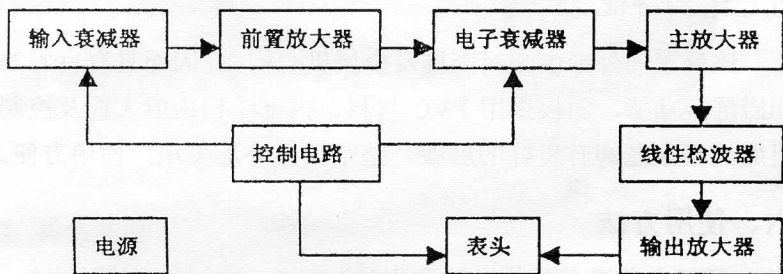 输入衰减器
前置放大器
电子衰减器
主放大器
控制电路
线性检波器
电源
表头
输出放大器